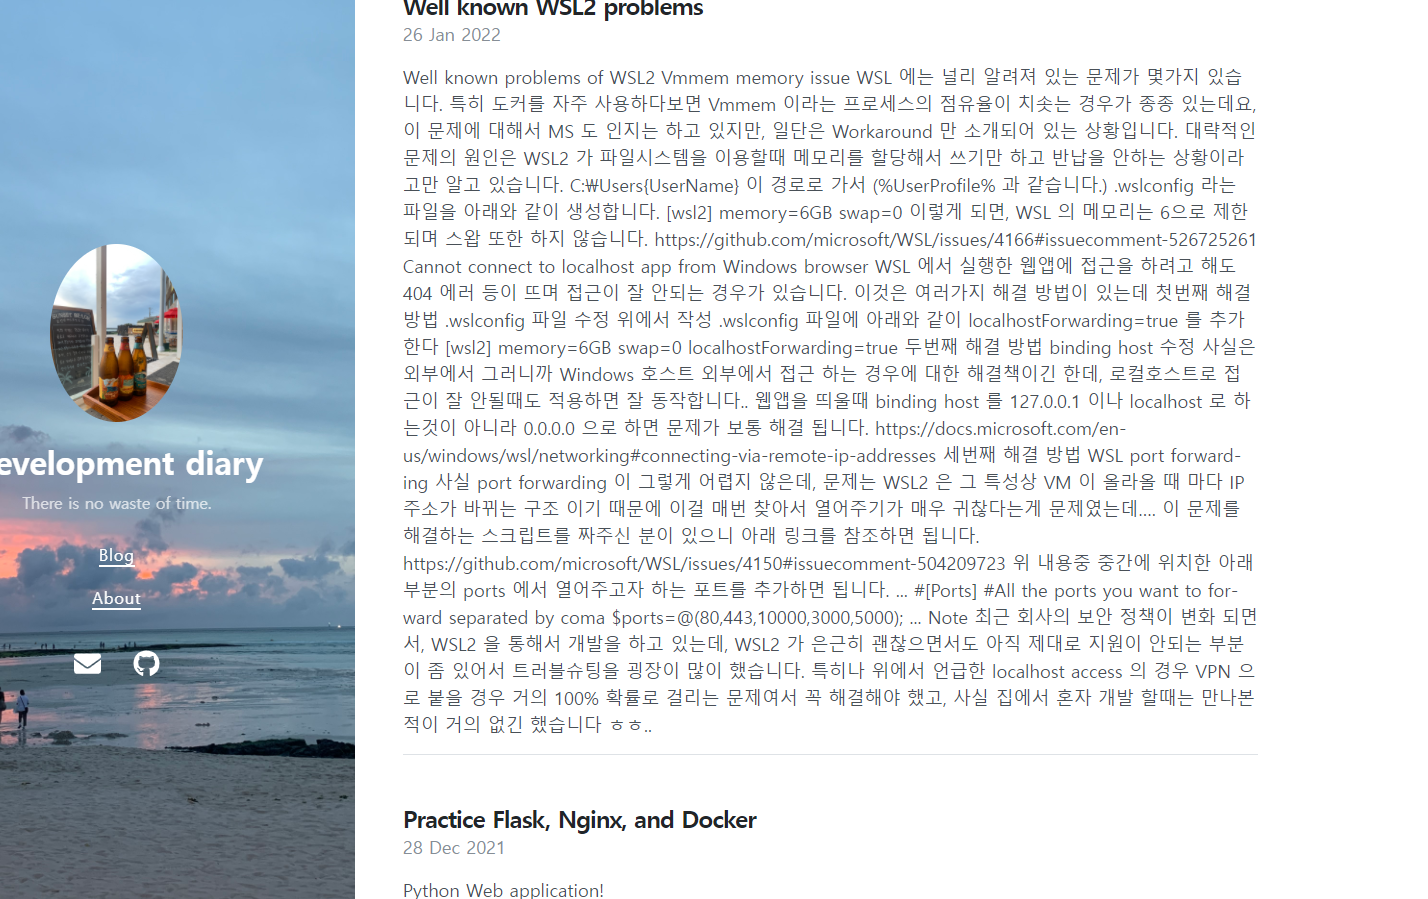 Well known WSL2 problems
26 Jan 2022
Well known problems of WSL2 Vmmem memory issue WSL 에는 널리 알려져 있는 문제가 몇가지 있습
니다. 특히 도커를 자주 사용하다보면 Vmmem 이라는 프로세스의 점유율이 치솟는 경우가 종종 있는데요,
이 문제에 대해서 MS 도 인지는 하고 있지만, 일단은 Workaround 만 소개되어 있는 상황입니다. 대략적인
문제의 원인은 WSL2 가 파일시스템을 이용할때 메모리를 할당해서 쓰기만 하고 반납을 안하는 상황이라
고만 알고 있습니다. C:₩Users{UserName} 이 경로로 가서 (%UserProfile% 과 같습니다.) .wslconfig 라는
파일을 아래와 같이 생성합니다. [wsl2] memory=6GB swap=0 이렇게 되면, WSL 의 메모리는 6으로 제한
되며 스왑 또한 하지 않습니다. https://github.com/microsoft/WSL/issues/4166#issuecomment-526725261
Cannot connect to localhost app from Windows browser WSL 에서 실행한 웹앱에 접근을 하려고 해도
404 에러 등이 뜨며 접근이 잘 안되는 경우가 있습니다. 이것은 여러가지 해결 방법이 있는데 첫번째 해결
방법 .wslconfig 파일 수정 위에서 작성 .wslconfig 파일에 아래와 같이 localhostForwarding=true 를 추가
한다 [wsl2] memory=6GB swap=0 localhostForwarding=true 두번째 해결 방법 binding host 수정 사실은
외부에서 그러니까 Windows 호스트 외부에서 접근 하는 경우에 대한 해결책이긴 한데, 로컬호스트로 접
근이 잘 안될때도 적용하면 잘 동작합니다.. 웹앱을 띄울때 binding host 를 127.0.0.1 이나 localhost 로 하
는것이 아니라 0.0.0.0 으로 하면 문제가 보통 해결 됩니다. https://docs.microsoft.com/en-
us/windows/wsl/networking#connecting-via-remote-ip-addresses 세번째 해결 방법 WSL port forward-
ing 사실 port forwarding 이 그렇게 어렵지 않은데, 문제는 WSL2 은 그 특성상 VM 이 올라올 때 마다 IP
주소가 바뀌는 구조 이기 때문에 이걸 매번 찾아서 열어주기가 매우 귀찮다는게 문제였는데.... 이 문제를
해결하는 스크립트를 짜주신 분이 있으니 아래 링크를 참조하면 됩니다.
https://github.com/microsoft/WSL/issues/4150#issuecomment-504209723 위 내용중 중간에 위치한 아래
부분의 ports 에서 열어주고자 하는 포트를 추가하면 됩니다. ... #[Ports] #All the ports you want to for-
ward separated by coma $ports=@(80,443,10000,3000,5000); ... Note 최근 회사의 보안 정책이 변화 되면
서, WSL2 을 통해서 개발을 하고 있는데, WSL2 가 은근히 괜찮으면서도 아직 제대로 지원이 안되는 부분
이 좀 있어서 트러블슈팅을 굉장이 많이 했습니다. 특히나 위에서 언급한 localhost access 의 경우 VPN 으
로 붙을 경우 거의 100% 확률로 걸리는 문제여서 꼭 해결해야 했고, 사실 집에서 혼자 개발 할때는 만나본
적이 거의 없긴 했습니다 ㅎㅎ..
Practice Flask, Nginx, and Docker
28 Dec 2021
Python Web application!
evelopment diary
There is no waste of time.
Blog
About